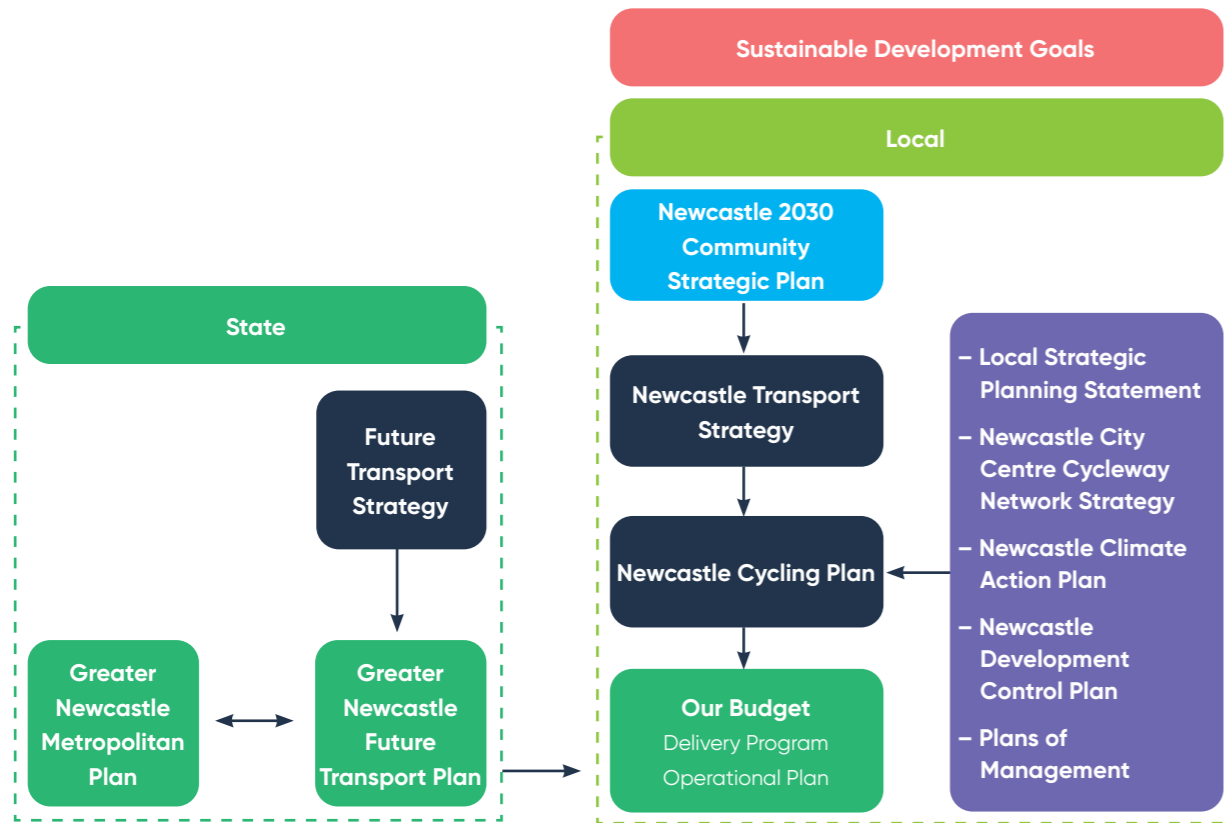 Sustainable Development Goals
Local
Newcastle 2030
Community
Strategic Plan
Newcastle Transport
Strategy
Newcastle Cycling Plan
Our Budget
Delivery Program
Operational Plan
– Local Strategic
Planning Statement
– Newcastle City
Centre Cycleway
Network Strategy
– Newcastle Climate
Action Plan
– Newcastle
Development
Control Plan
– Plans of
Management
State
Future
Transport
Strategy
Greater
Newcastle
Metropolitan
Plan
Greater
Newcastle
Future
Transport Plan